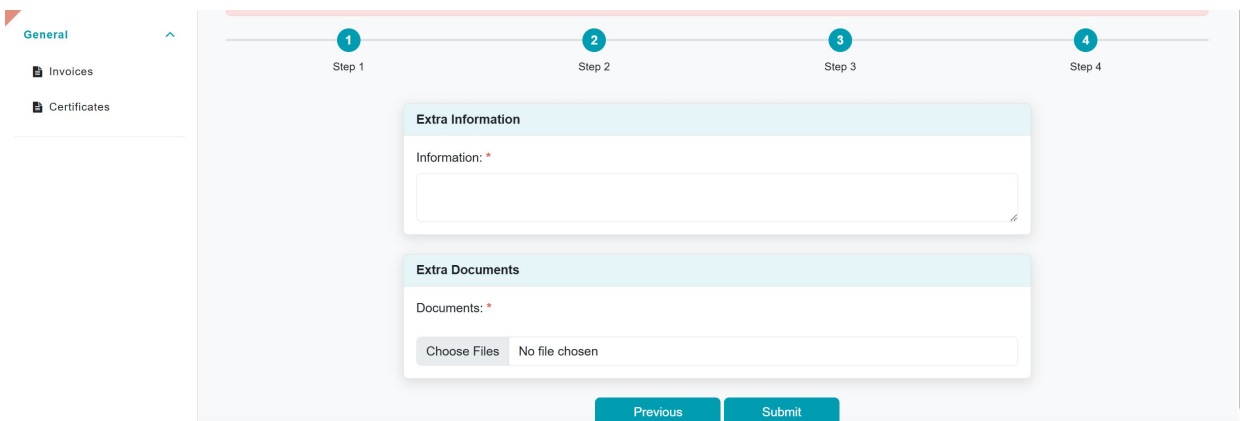 General
Invoices
Certificates
1
2
3
4
Step 1
Step 2
Step 3
Step 4
Extra Information
Information: *
Extra Documents
Documents: *
Choose Files No file chosen
Previous
Submit